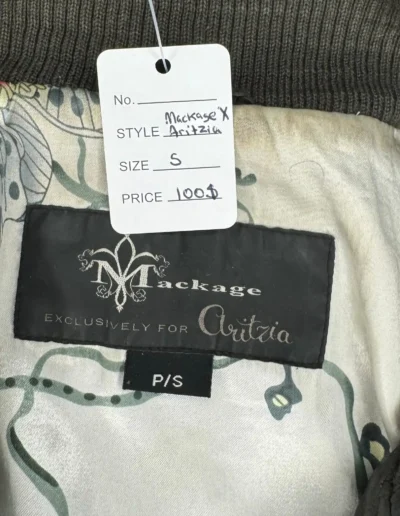 No.
Mackage X
STYLE Aritzia
SIZE S
PRICE 100$
Mackage
EXCLUSIVELY FOR Aritzia
P/S